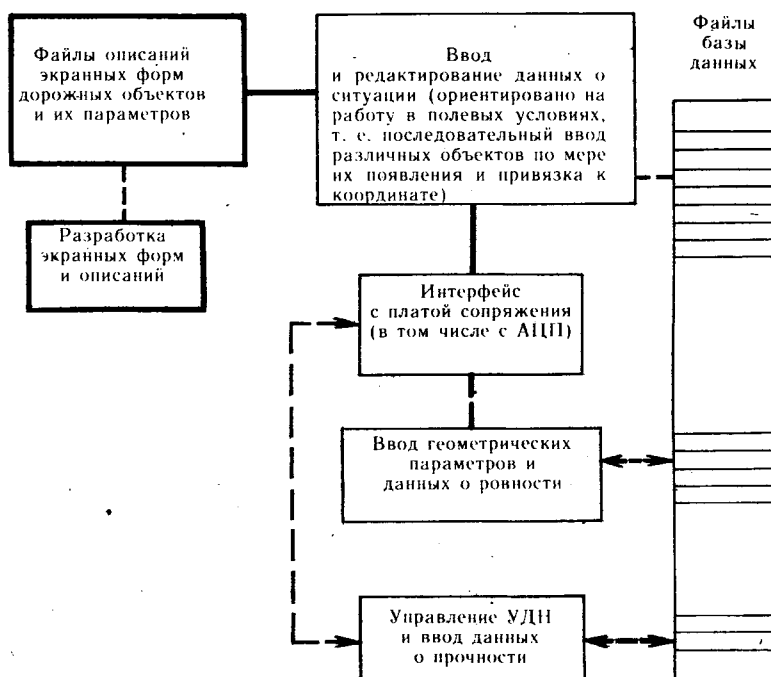 Файлы описаний
экранных форм
дорожных объектов
и их параметров
Ввод
и редактирование данных о
ситуации (ориентировано на
работу в полевых условиях,
т. е. последовательный ввод
различных объектов по мере
их появления и привязка к
координате)
Файлы
базы
данных
Разработка
экранных форм
и описаний
Интерфейс
с платой сопряжения
(в том числе с АЦП)
Ввод геометрических
параметров и
данных о ровности
Управление УДН
и ввод данных
о прочности